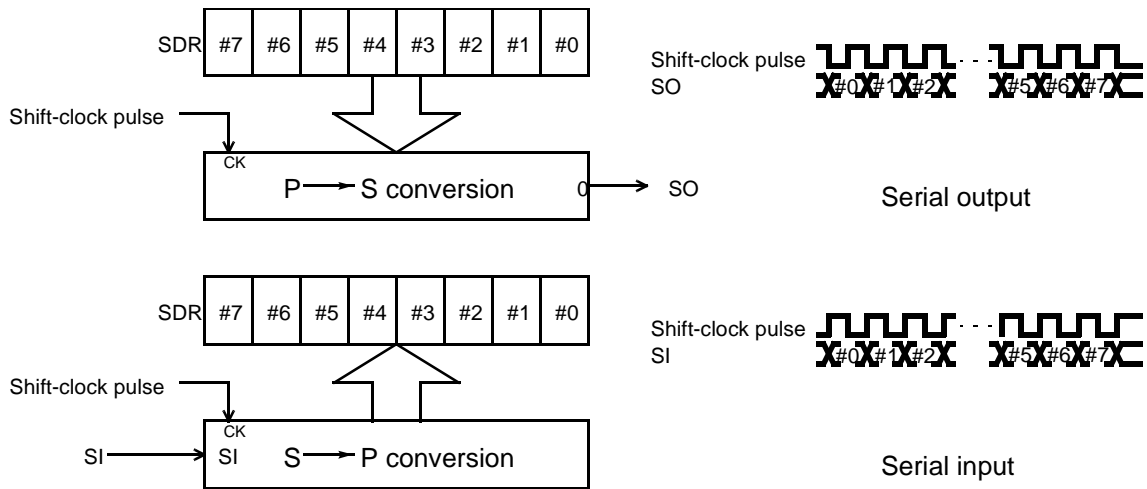 SDR #7 #6 #5 #4 #3 #2 #1 #0
Shift-clock pulse
CK
P S conversion 0 SO
Shift-clock pulse
SO #0 #1 #2 #5 #6 #7
Serial output
SDR #7 #6 #5 #4 #3 #2 #1 #0
Shift-clock pulse
CK
SI SI S P conversion
Shift-clock pulse
SI #0 #1 #2 #5 #6 #7
Serial input